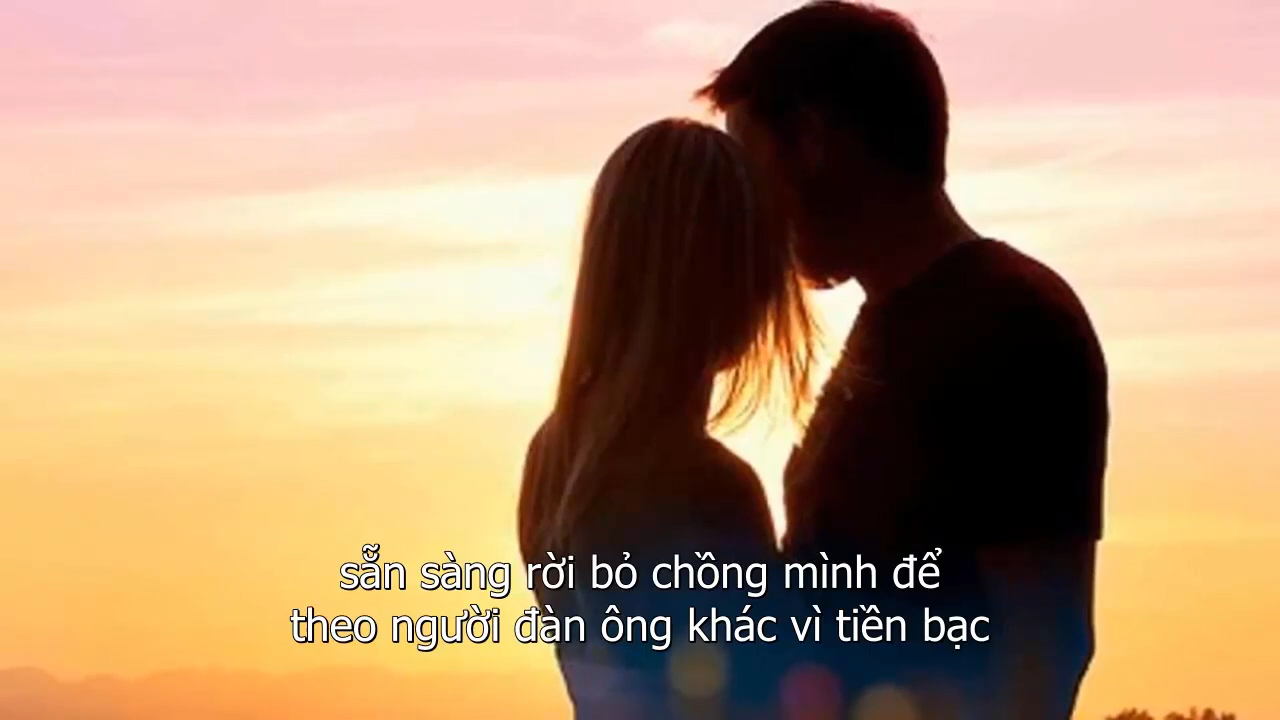 sẵn sàng rời bỏ chồng mình để
theo người đàn ông khác vì tiền bạc